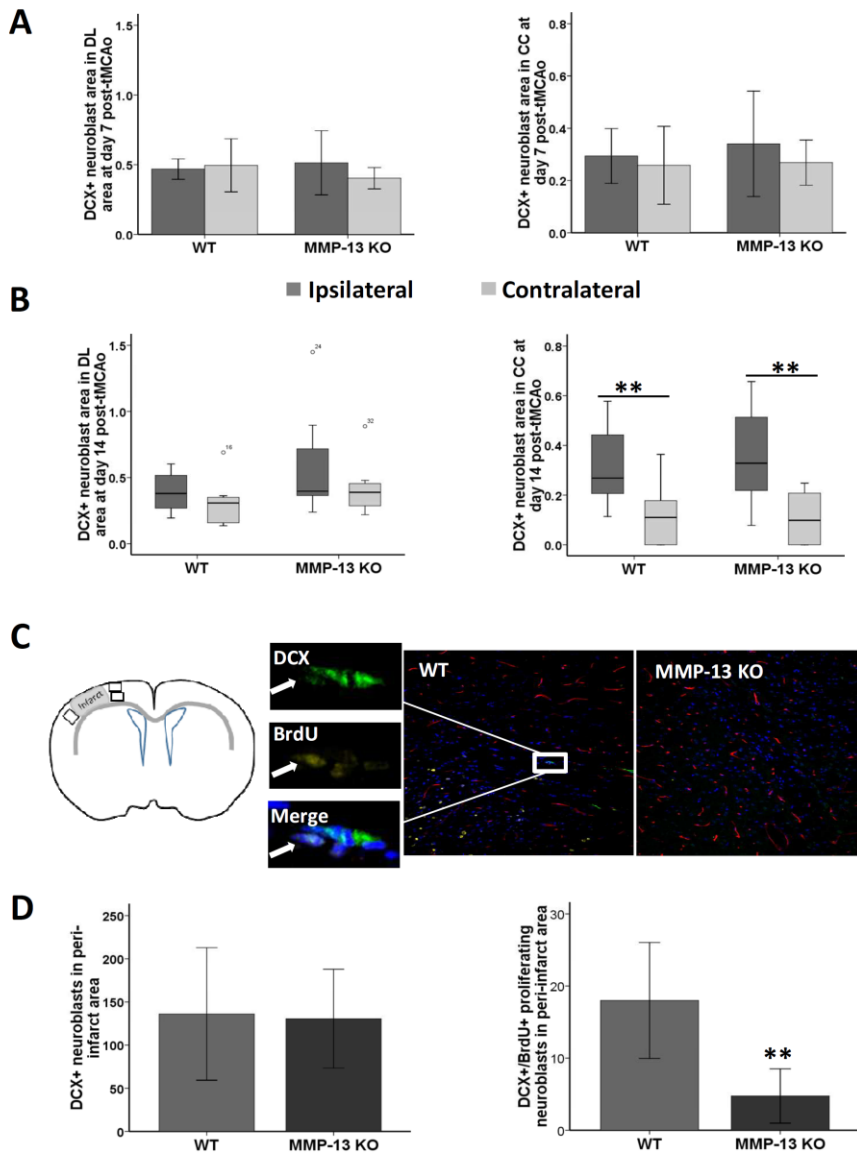 A
DCX+ neuroblast area in DL
area at day 7 post-tMCAo
1.5
1.0
0.5
0.0
WT
MMP-13 KO
DCX+ neuroblast area in CC at
day 7 post-tMCAo
0.8
0.6
0.4
0.2
0.0
WT
MMP-13 KO
Ipsilateral
Contralateral
B
DCX+ neuroblast area in DL
area at day 14 post-tMCAo
1.5
1.0
0.5
0.0
24
16
32
WT
MMP-13 KO
DCX+ neuroblast area in CC at
day 14 post-tMCAo
0.8
0.6
0.4
0.2
0.0
**
**
WT
MMP-13 KO
C
Infarct
DCX
BrdU
Merge
WT
MMP-13 KO
D
DCX+ neuroblasts in peri-
infarct area
250
200
150
100
50
0
WT
MMP-13 KO
DCX+/BrdU+ proliferating
neuroblasts in peri-infarct area
30
20
10
0
**
WT
MMP-13 KO